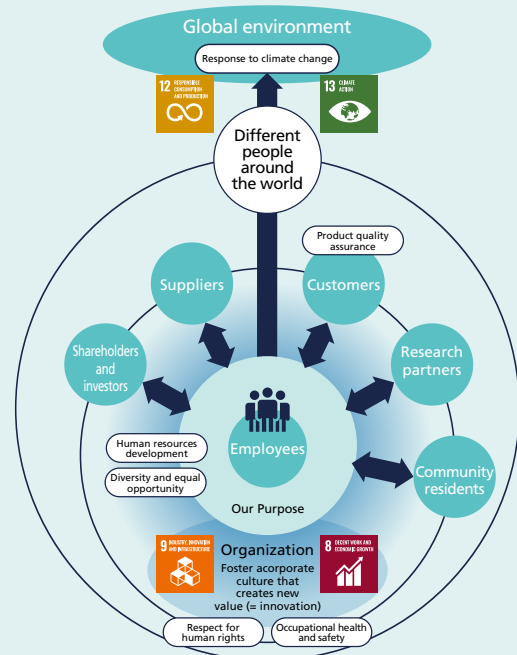 Global environment
Response to climate change
12 RESPONSIBLE
CONSUMPTION
AND PRODUCTION
13 CLIMATE
ACTION
Different
people
around
the world
Product quality
assurance
Suppliers
Customers
Shareholders
and
investors
Research
partners
Human resources
development
Employees
Diversity and equal
opportunity
Community
residents
Our Purpose
9 INDUSTRY, INNOVATION
AND INFRASTRUCTURE
Organization
8 DECENT WORK AND
ECONOMIC GROWTH
Foster acorporate
culture that
creates new
value (= innovation)
Respect for
human rights
Occupational health
and safety